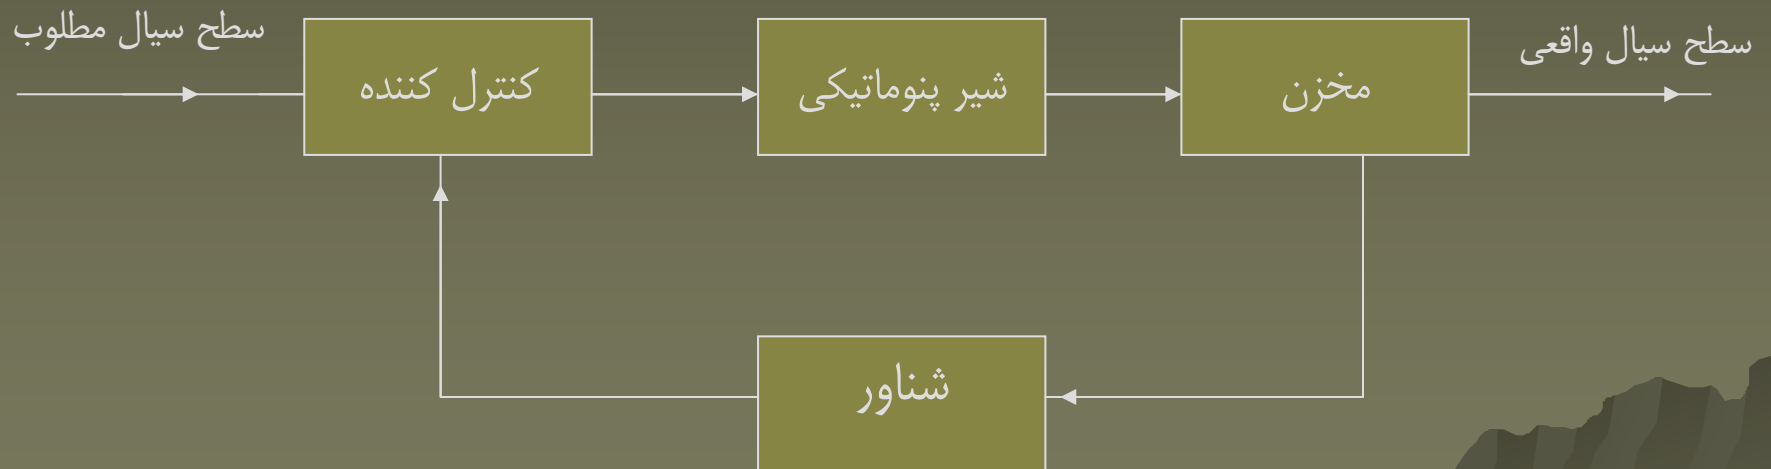 سطح سیال مطلوب
کنترل کننده
شیر پنوماتیکی
مخزن
سطح سیال واقعی
شناور